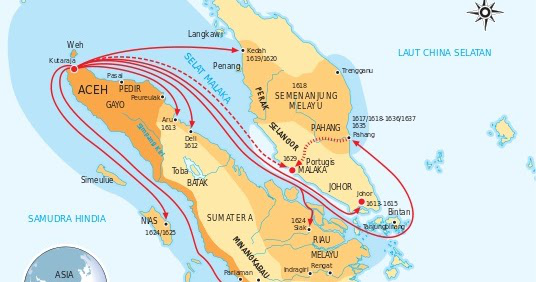 Langkawi
Weh
Kutaraja
Kedah
1619/1620
LAUT CHINA SELATAN
SELAT MALAKA
Penang
Trengganu
Pasai
ACEH
PEDIR
GAYO
Peureulak
PERAK
1618
SEMENANJUNG
MELAYU
Aru
1613
Deli
1612
SELANGOR
PAHANG
1617/1618-1636/1637
1635
Pahang
1629
Portugis
MALAKA
Toba
BATAK
Simeulue
JOHOR
Johor
1613-1615
Bintan
Tanjungpinang
SAMUDRA HINDIA
NIAS
1624/1625
SUMATERA
1624
Siak
RIAU
MELAYU
MINANGKABAU
Indragiri
Rengat
Pariaman
ASIA